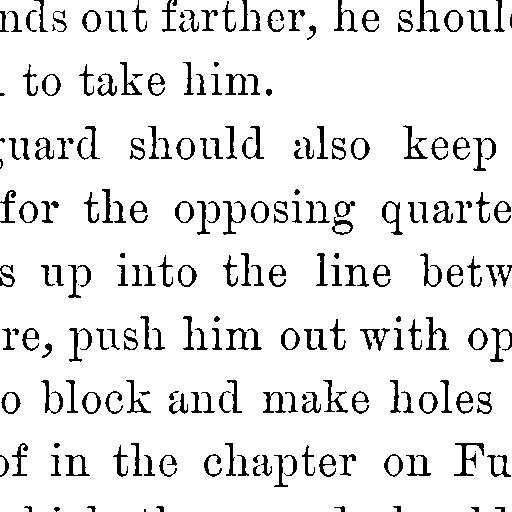 nds out farther, he shoul
to take him.
guard should also keep
for the opposing quarte
s up into the line betw
re, push him out with op
o block and make holes
of in the chapter on Fu